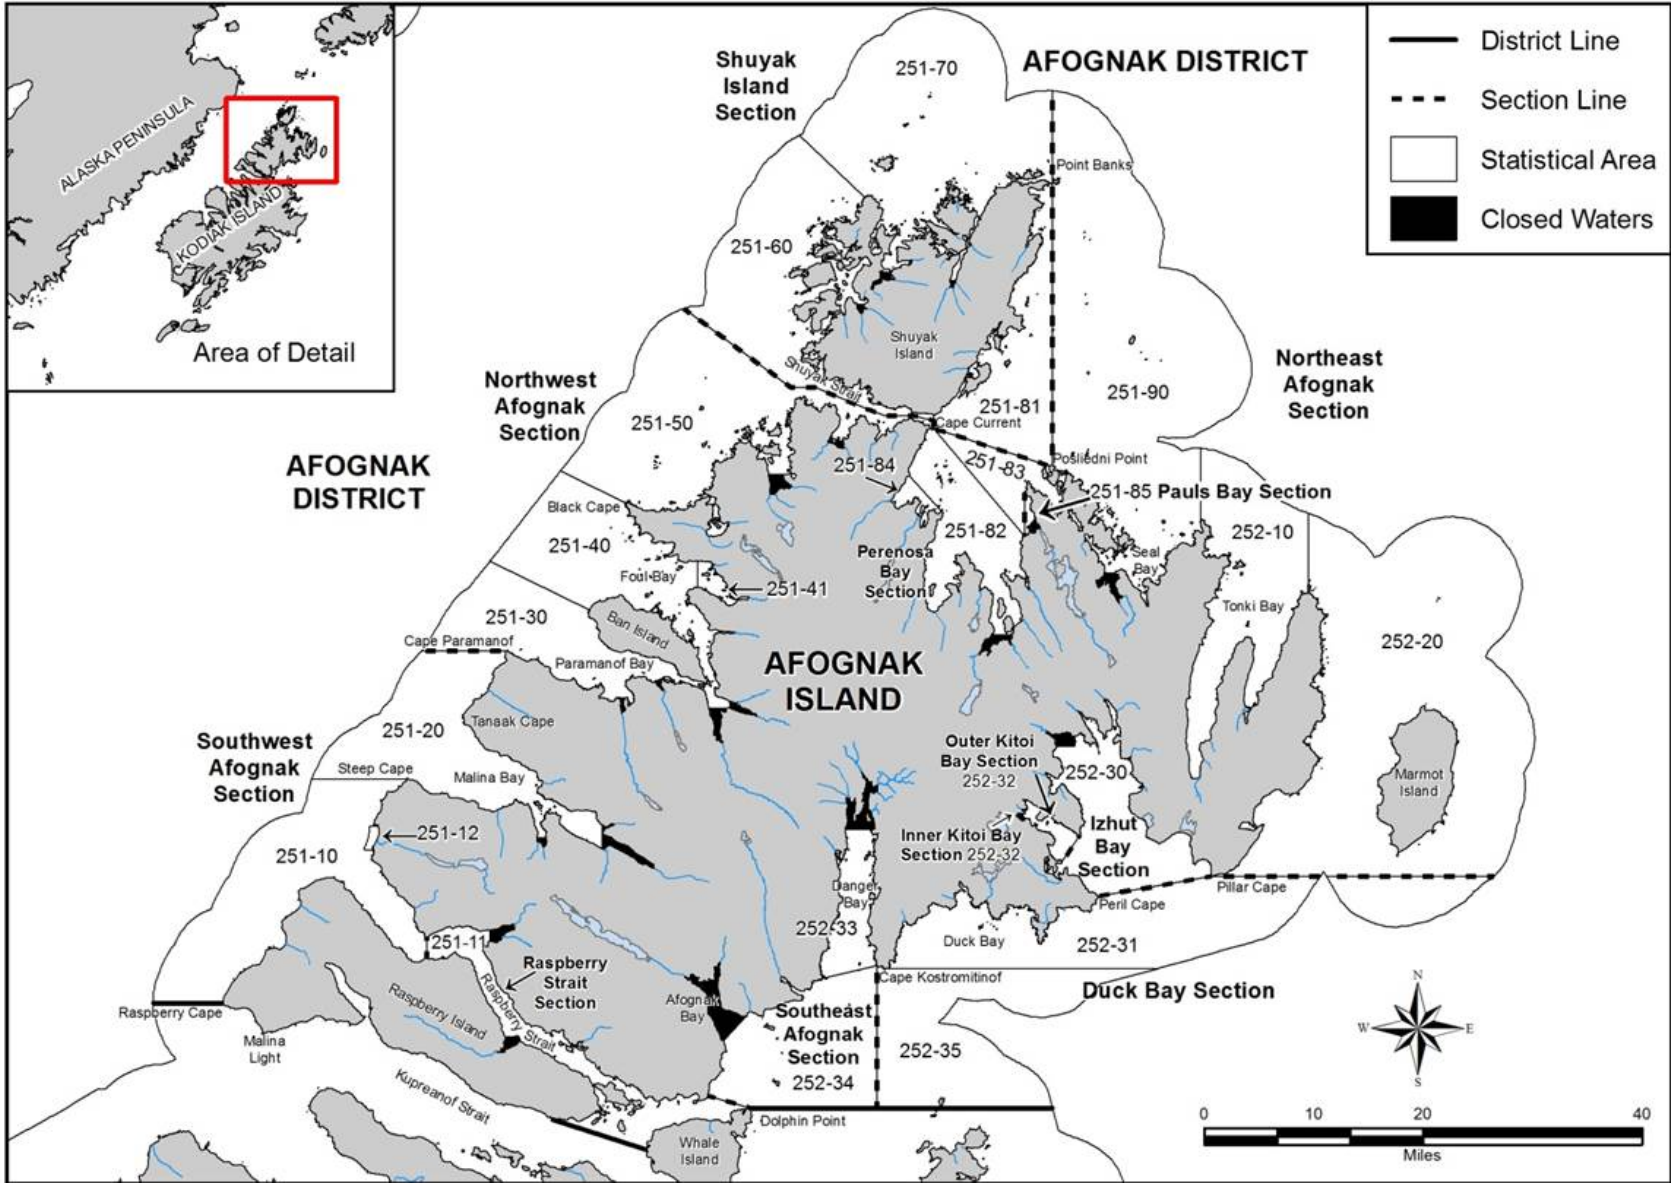 ALASKA PENINSULA
KODIAK ISLAND
Area of Detail
District Line
Section Line
Statistical Area
Closed Waters
AFOGNAK DISTRICT
Shuyak
Island
Section
251-70
Point Banks
251-60
Shuyak
Island
Shuyak Strait
251-81
251-90
Cape Current
Northeast
Afognak
Section
Northwest
Afognak
Section
251-50
AFOGNAK
DISTRICT
251-84
251-83
Posliedni Point
251-85 Pauls Bay Section
Black Cape
251-40
251-82
252-10
Perenosa
Bay
Section
Seal
Bay
Foul Bay
251-41
Tonki Bay
251-30
Ban Island
252-20
Cape Paramanof
Paramanof Bay
AFOGNAK
ISLAND
251-20
Tanaak Cape
Southwest
Afognak
Section
Steep Cape
Malina Bay
Outer Kitoi
Bay Section
252-32
252-30
Marmot
Island
251-12
251-10
Inner Kitoi Bay
Section 252-32
Izhut
Bay
Section
Danger
Bay
Pillar Cape
Peril Cape
252-33
Duck Bay
252-31
251-11
Raspberry
Strait
Section
Cape Kostromitinof
Duck Bay Section
Raspberry Strait
Raspberry Island
Raspberry Cape
Malina
Light
Afognak
Bay
Southeast
Afognak
Section
252-34
252-35
Kupreanof Strait
Dolphin Point
Whale
Island
N
W
E
S
0 10 20 40
Miles